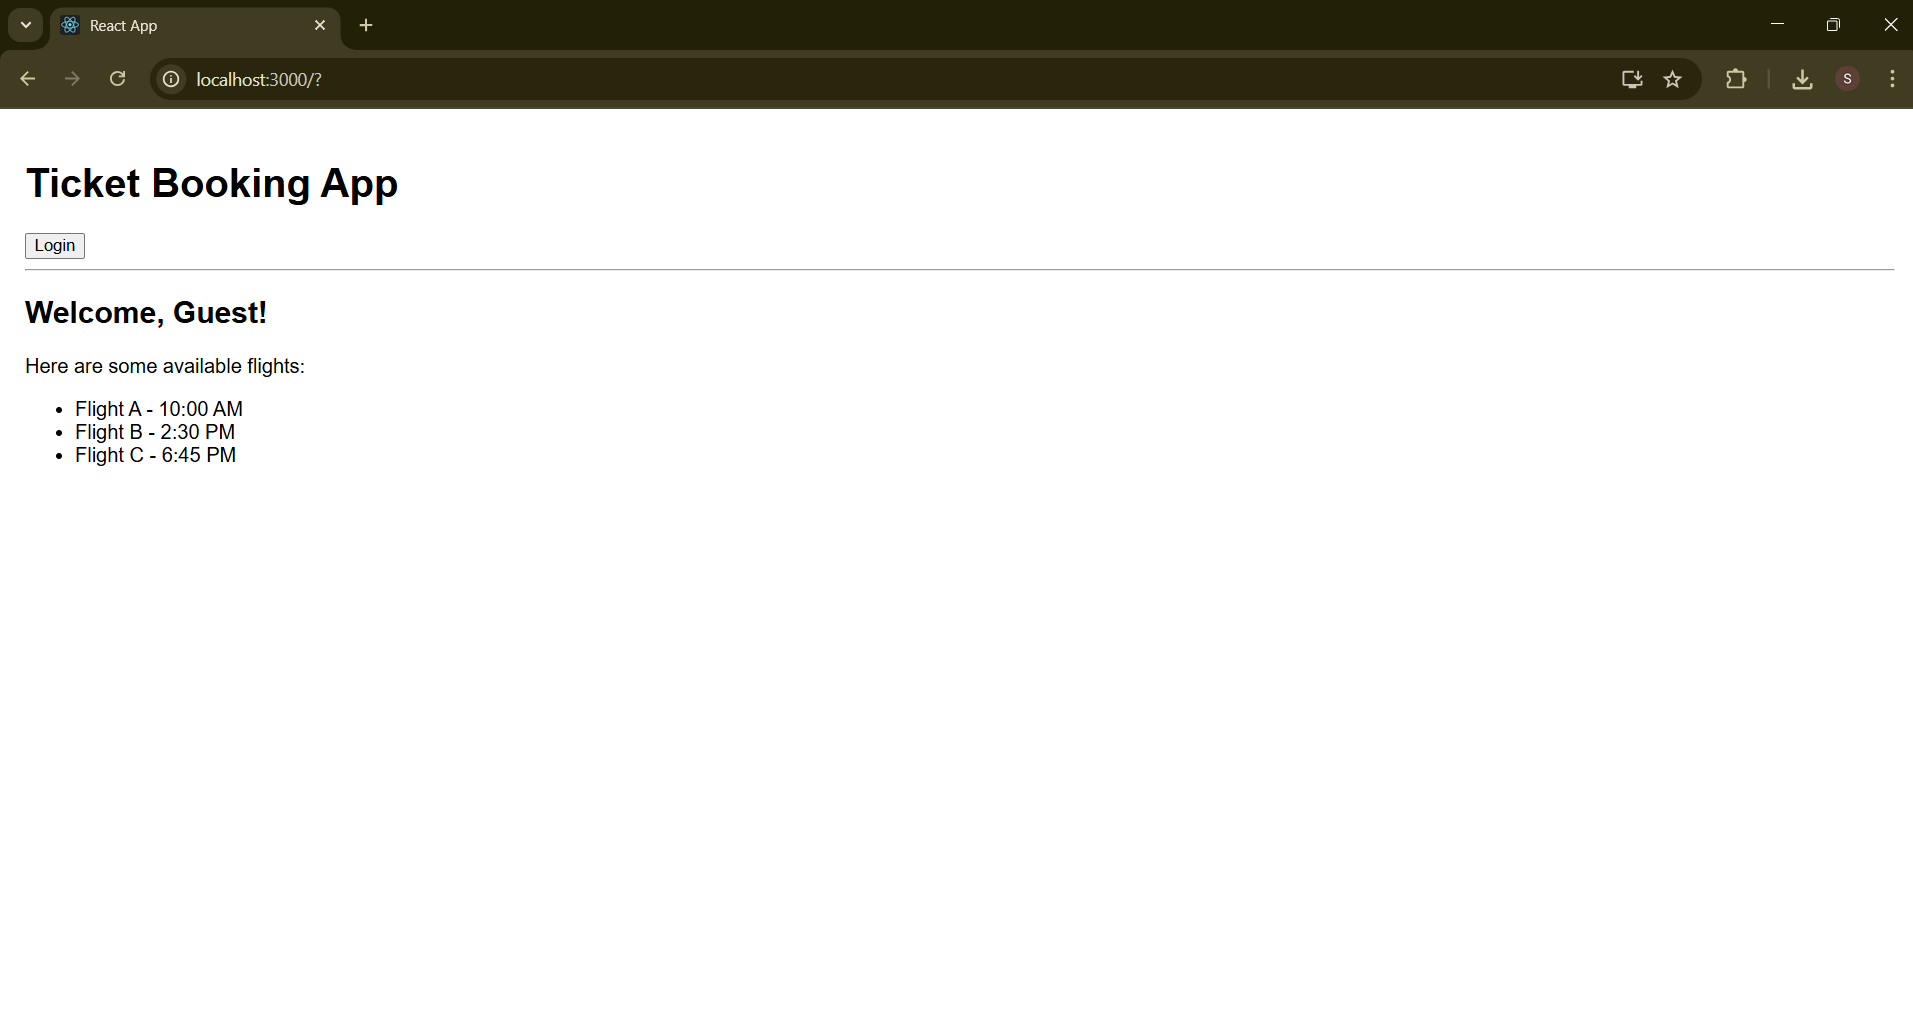 React App
localhost:3000/?
S
Ticket Booking App
Login
Welcome, Guest!
Here are some available flights:
• Flight A - 10:00 AM
• Flight B - 2:30 PM
• Flight C - 6:45 PM